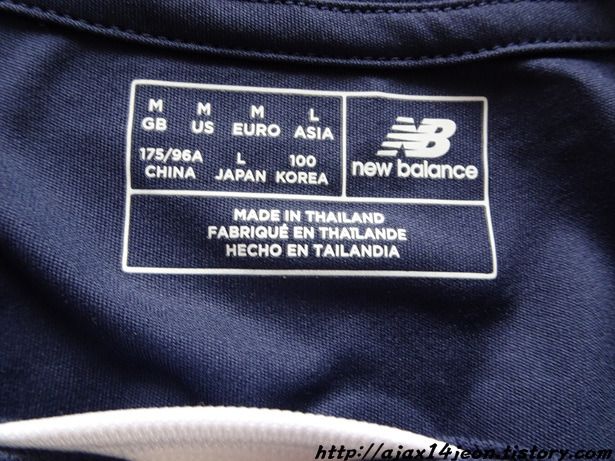 M M M L
GB US EURO ASIA
175/96A L 100
CHINA JAPAN KOREA
NB
new balance
MADE IN THAILAND
FABRIQUÉ EN THAÏLANDE
HECHO EN TAILANDIA
http://ajax14jeon.tistory.com